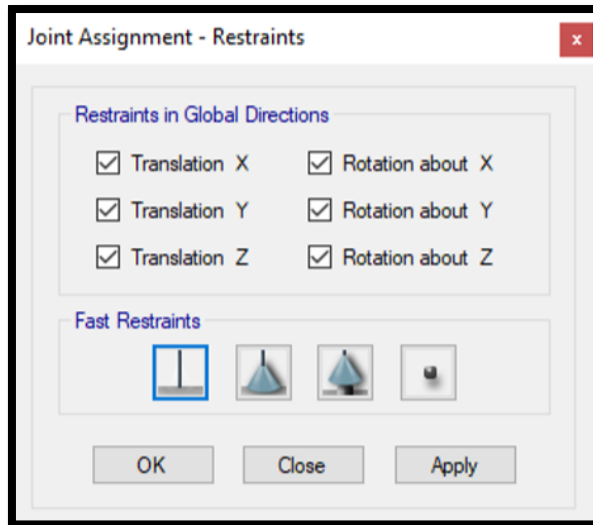 Joint Assignment - Restraints
x
Restraints in Global Directions
Translation X
Rotation about X
Translation Y
Rotation about Y
Translation Z
Rotation about Z
Fast Restraints
OK
Close
Apply